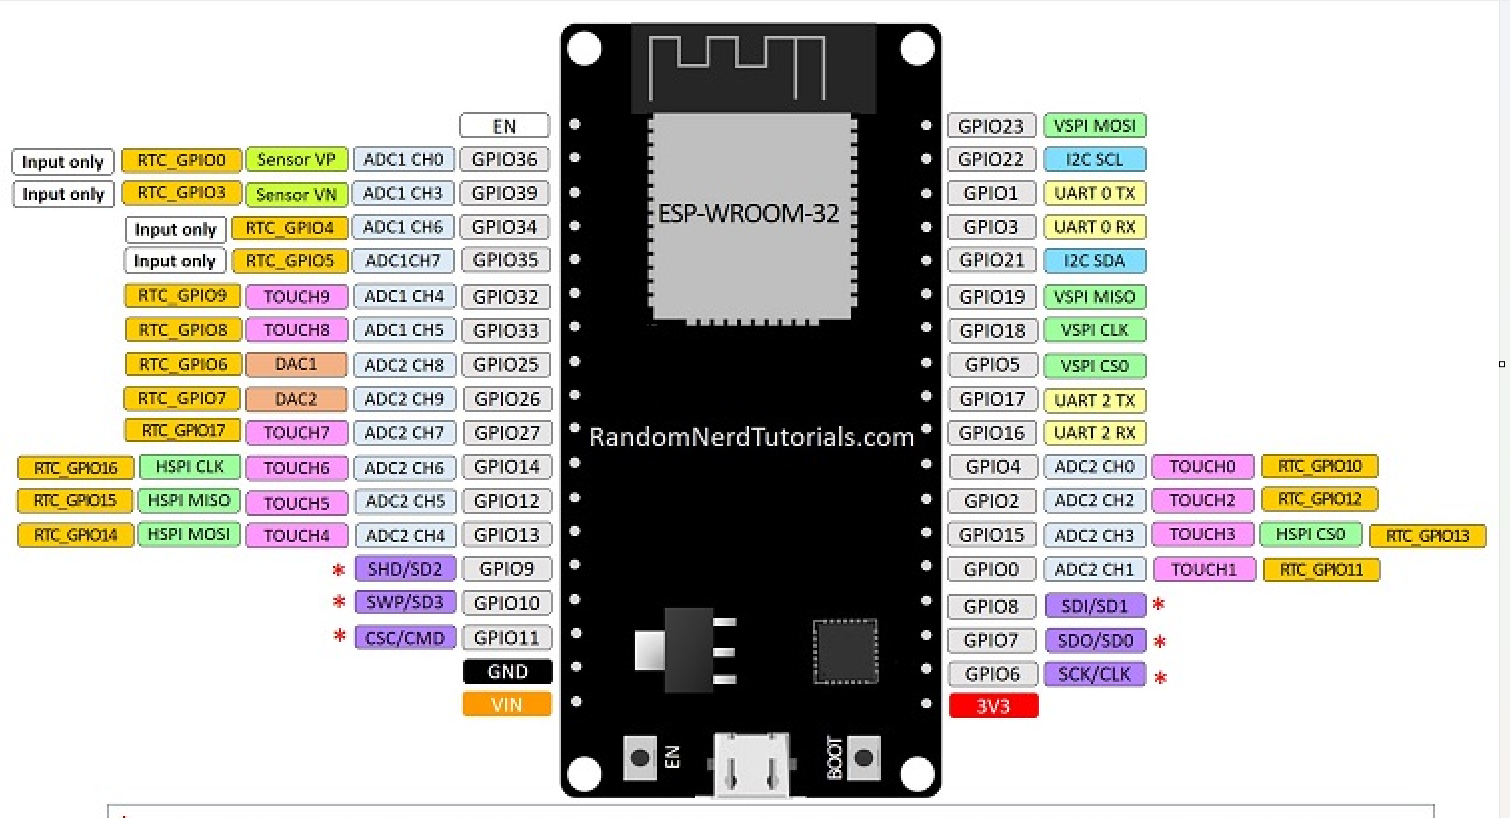 EN GPIO23 VSPI MOSI
Input only RTC_GPIO0 Sensor VP ADC1 CH0 GPIO36 GPIO22 I2C SCL
Input only RTC_GPIO3 Sensor VN ADC1 CH3 GPIO39 GPIO1 UART 0 TX
ESP-WROOM-32
Input only RTC_GPIO4 ADC1 CH6 GPIO34 GPIO3 UART 0 RX
Input only RTC_GPIO5 ADC1CH7 GPIO35 GPIO21 I2C SDA
RTC_GPIO9 TOUCH9 ADC1 CH4 GPIO32 GPIO19 VSPI MISO
RTC_GPIO8 TOUCH8 ADC1 CH5 GPIO33 GPIO18 VSPI CLK
RTC_GPIO6 DAC1 ADC2 CH8 GPIO25 GPIO5 VSPI CS0
RTC_GPIO7 DAC2 ADC2 CH9 GPIO26 GPIO17 UART 2 TX
RTC_GPIO17 TOUCH7 ADC2 CH7 GPIO27 RandomNerdTutorials.com GPIO16 UART 2 RX
RTC_GPIO16 HSPI CLK TOUCH6 ADC2 CH6 GPIO14 GPIO4 ADC2 CH0 TOUCH0 RTC_GPIO10
RTC_GPIO15 HSPI MISO TOUCH5 ADC2 CH5 GPIO12 GPIO2 ADC2 CH2 TOUCH2 RTC_GPIO12
RTC_GPIO14 HSPI MOSI TOUCH4 ADC2 CH4 GPIO13 GPIO15 ADC2 CH3 TOUCH3 HSPI CS0 RTC_GPIO13
* SHD/SD2 GPIO9 GPIO0 ADC2 CH1 TOUCH1 RTC_GPIO11
* SWP/SD3 GPIO10 GPIO8 SDI/SD1 *
* CSC/CMD GPIO11 GPIO7 SDO/SD0 *
GND GPIO6 SCK/CLK *
VIN 3V3
EN BOOT